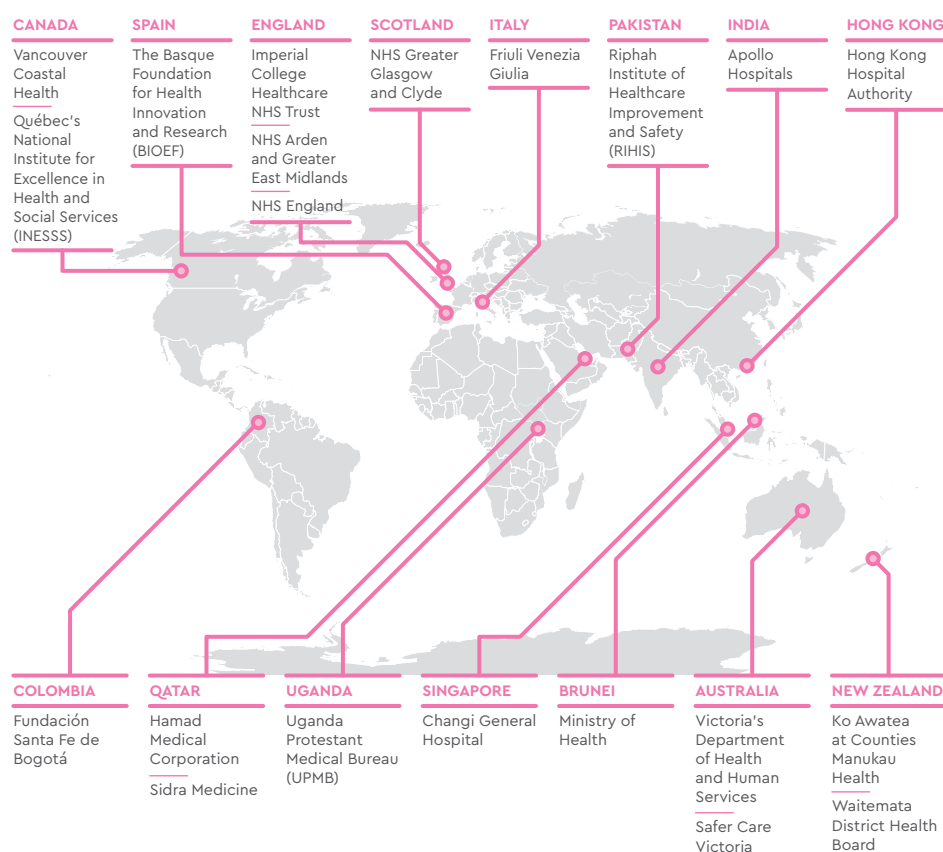 CANADA
Vancouver
Coastal
Health
Québec's
National
Institute for
Excellence in
Health and
Social Services
(INESSS)
SPAIN
The Basque
Foundation
for Health
Innovation
and Research
(BIOEF)
ENGLAND
Imperial
College
Healthcare
NHS Trust
NHS Arden
and Greater
East Midlands
NHS England
SCOTLAND
NHS Greater
Glasgow
and Clyde
ITALY
Friuli Venezia
Giulia
PAKISTAN
Riphah
Institute of
Healthcare
Improvement
and Safety
(RIHIS)
INDIA
Apollo
Hospitals
HONG KONG
Hong Kong
Hospital
Authority
COLOMBIA
Fundación
Santa Fe de
Bogotá
QATAR
Hamad
Medical
Corporation
Sidra Medicine
UGANDA
Uganda
Protestant
Medical Bureau
(UPMB)
SINGAPORE
Changi General
Hospital
BRUNEI
Ministry of
Health
AUSTRALIA
Victoria's
Department
of Health
and Human
Services
Safer Care
Victoria
NEW ZEALAND
Ko Awatea
at Counties
Manukau
Health
Waitemata
District Health
Board